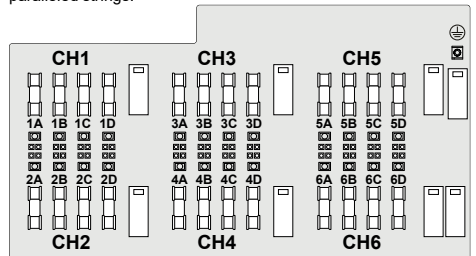 paralleled strings.
CH1 CH3 CH5
1A 1B 1C 1D 3A 3B 3C 3D 5A 5B 5C 5D
2A 2B 2C 2D 4A 4B 4C 4D 6A 6B 6C 6D
CH2 CH4 CH6